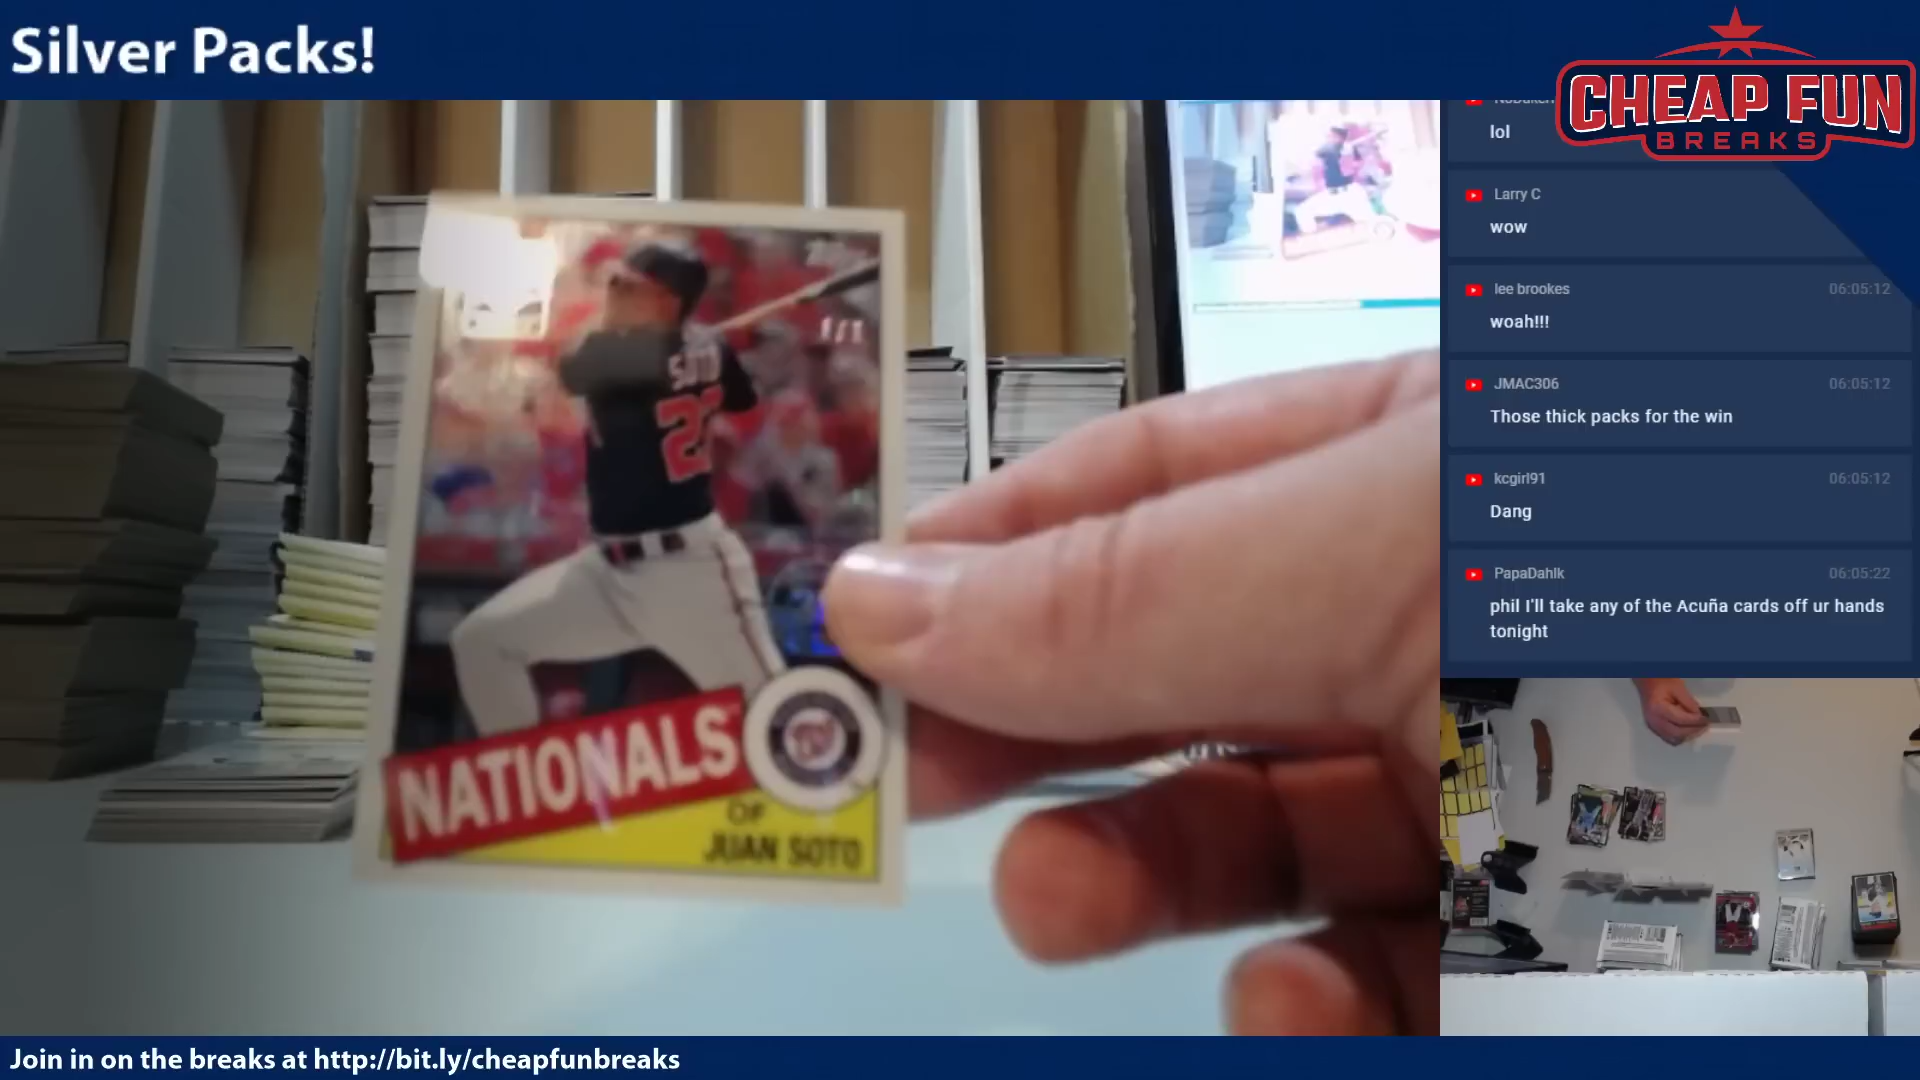 Silver Packs!
CHEAP FUN
BREAKS
lol
Larry C
wow
lee brookes 06:05:12
woah!!!
JMAC306 06:05:12
Those thick packs for the win
kcgirl91 06:05:12
Dang
PapaDahlk 06:05:22
phil I'll take any of the Acuña cards off ur hands
tonight
1/1
SOTO
22
NATIONALS
OF
JUAN SOTO
Join in on the breaks at http://bit.ly/cheapfunbreaks